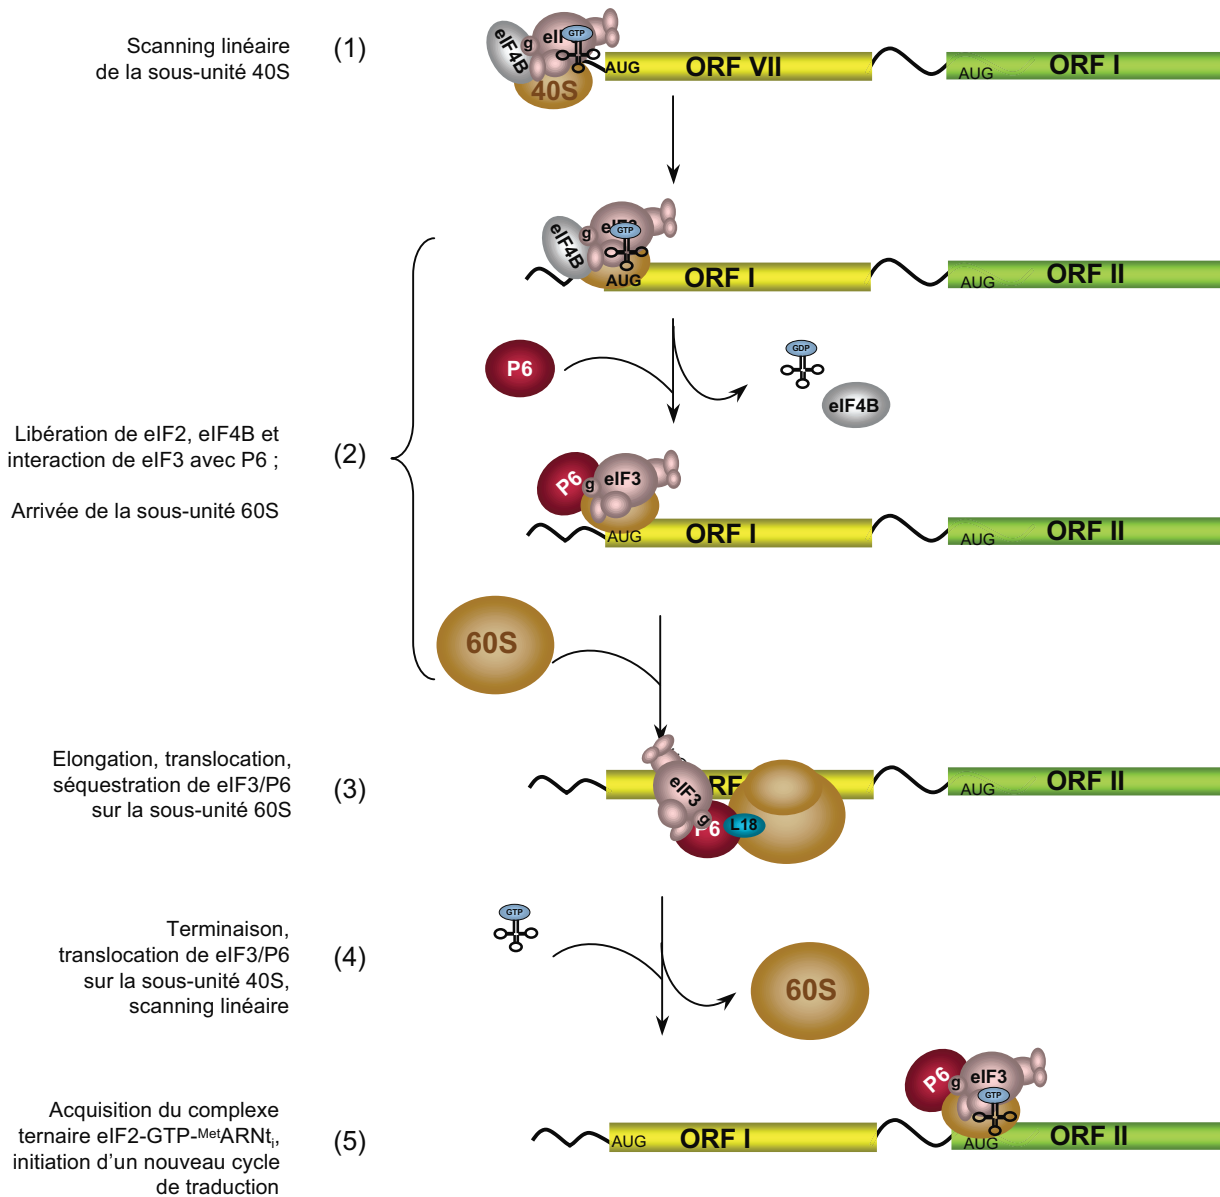 Scanning linéaire
de la sous-unité 40S
(1)
eIF4B
g
eIF
GTP
40S
AUG
ORF VII
AUG
ORF I
eIF4B
g
eIF3
GTP
AUG
ORF I
AUG
ORF II
P6
GDP
eIF4B
Libération de eIF2, eIF4B et
interaction de eIF3 avec P6 ;
Arrivée de la sous-unité 60S
(2)
P6
g
eIF3
AUG
ORF I
AUG
ORF II
60S
Elongation, translocation,
séquestration de eIF3/P6
sur la sous-unité 60S
(3)
eIF3
g
P6
L18
ORF
AUG
ORF II
Terminaison,
translocation de eIF3/P6
sur la sous-unité 40S,
scanning linéaire
(4)
GTP
60S
Acquisition du complexe
ternaire eIF2-GTP-MetARNti,
initiation d’un nouveau cycle
de traduction
(5)
P6
g
eIF3
GTP
AUG
ORF I
AUG
ORF II